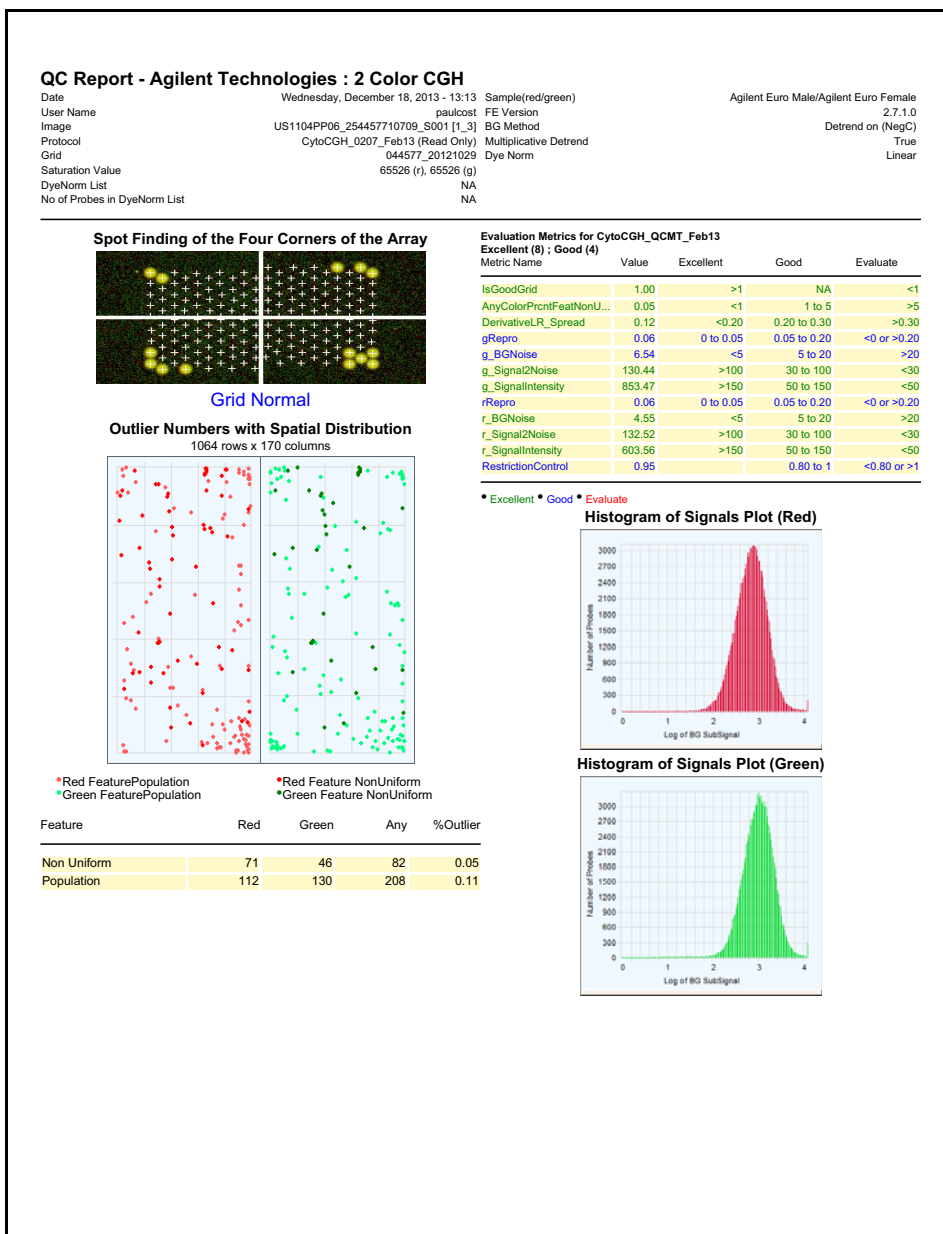 QC Report - Agilent Technologies : 2 Color CGH
Date Wednesday, December 18, 2013 - 13:13 Sample(red/green) Agilent Euro Male/Agilent Euro Female
User Name paulcost FE Version 2.7.1.0
Image US1104PP06_254457710709_S001 [1_3] BG Method Detrend on (NegC)
Protocol CytoCGH_0207_Feb13 (Read Only) Multiplicative Detrend True
Grid 044577_20121029 Dye Norm Linear
Saturation Value 65526 (r), 65526 (g)
DyeNorm List NA
No of Probes in DyeNorm List NA
Spot Finding of the Four Corners of the Array
Grid Normal
Outlier Numbers with Spatial Distribution
1064 rows x 170 columns
•Red FeaturePopulation •Red Feature NonUniform
•Green FeaturePopulation •Green Feature NonUniform
Feature Red Green Any %Outlier
Non Uniform 71 46 82 0.05
Population 112 130 208 0.11
Evaluation Metrics for CytoCGH_QCMT_Feb13
Excellent (8) ; Good (4)
Metric Name Value Excellent Good Evaluate
IsGoodGrid 1.00 >1 NA <1
AnyColorPrcntFeatNonU... 0.05 <1 1 to 5 >5
DerivativeLR_Spread 0.12 <0.20 0.20 to 0.30 >0.30
gRepro 0.06 0 to 0.05 0.05 to 0.20 <0 or >0.20
g_BGNoise 6.54 <5 5 to 20 >20
g_Signal2Noise 130.44 >100 30 to 100 <30
g_SignalIntensity 853.47 >150 50 to 150 <50
rRepro 0.06 0 to 0.05 0.05 to 0.20 <0 or >0.20
r_BGNoise 4.55 <5 5 to 20 >20
r_Signal2Noise 132.52 >100 30 to 100 <30
r_SignalIntensity 603.56 >150 50 to 150 <50
RestrictionControl 0.95 0.80 to 1 <0.80 or >1
• Excellent • Good • Evaluate
Histogram of Signals Plot (Red)
Number of Probes
3000
2700
2400
2100
1800
1500
1200
900
600
300
0
0 1 2 3 4
Log of BG SubSignal
Histogram of Signals Plot (Green)
Number of Probes
3000
2700
2400
2100
1800
1500
1200
900
600
300
0
0 1 2 3 4
Log of BG SubSignal